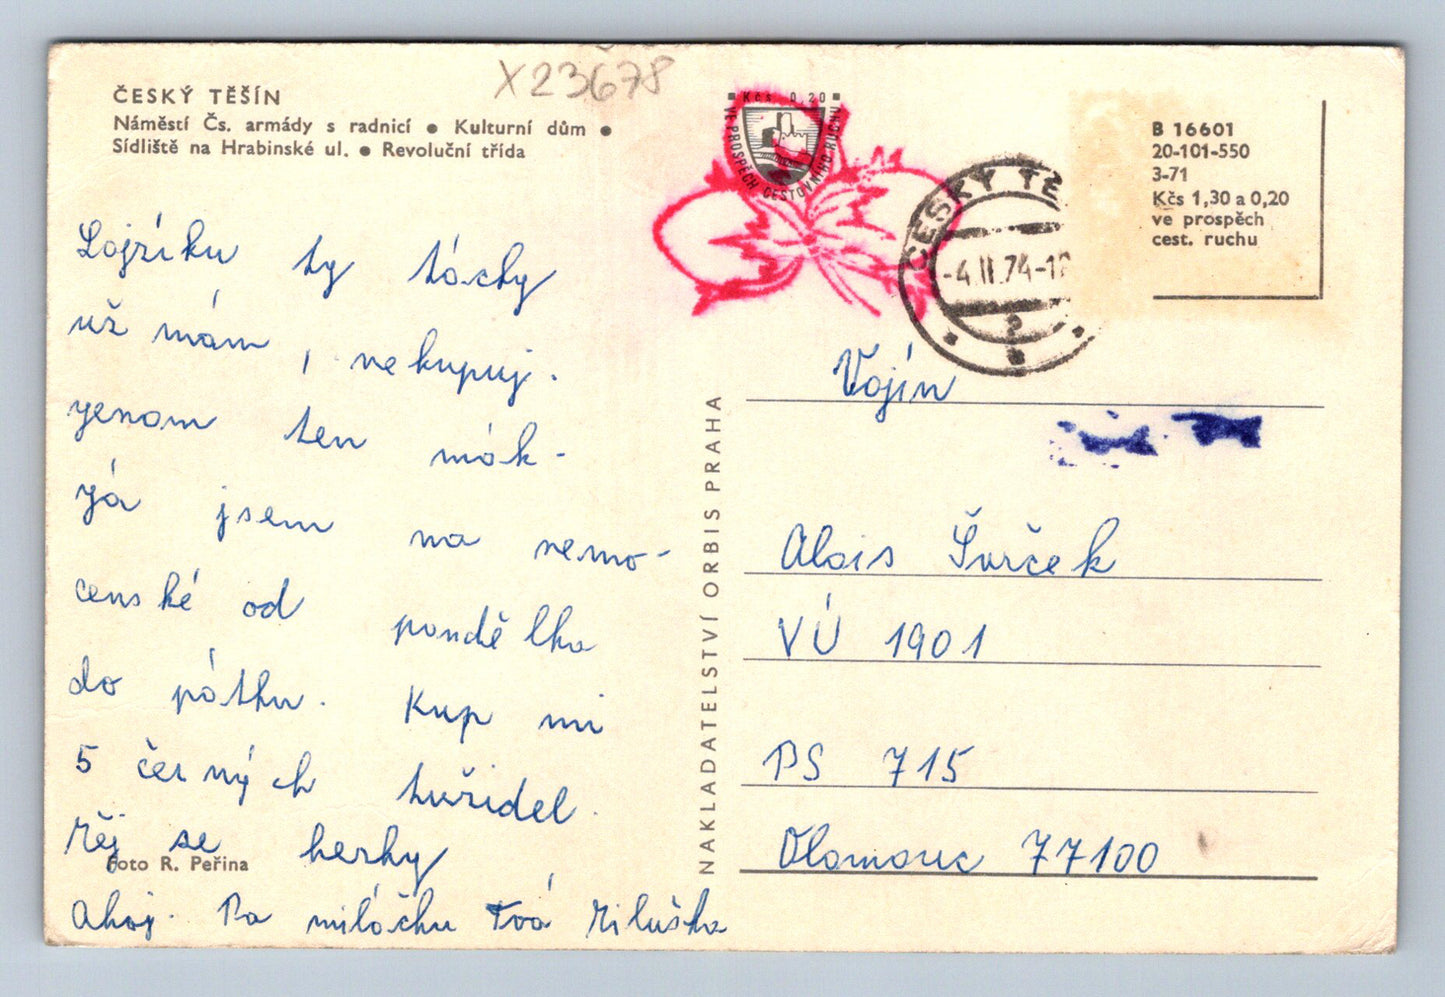 X23678
ČESKÝ TĚŠÍN
Náměstí Čs. armády s radnicí ● Kulturní dům ●
Sídliště na Hrabinské ul. ● Revoluční třída
Lojzíku ty tácky
už mám, nekupuj.
jenom ten mák-
Já jsem na nemo-
censké od pondělka
do pátku. Kup mi
5 černých tužidel.
Měj se hezky
Foto R. Peřina
Ahoj. Pa miláčku Tvá Miluška
NAKLADATELSTVÍ ORBIS PRAHA
Kčs 0,20
VE PROSPĚCH CESTOVNÍHO RUCHU
ČESKÝ TĚ
-4.II.74-1
B 16601
20-101-550
3-71
Kčs 1,30 a 0,20
ve prospěch
cest. ruchu
Vojín
Alois Švrček
VÚ 1901
PS 715
Olomouc 77100